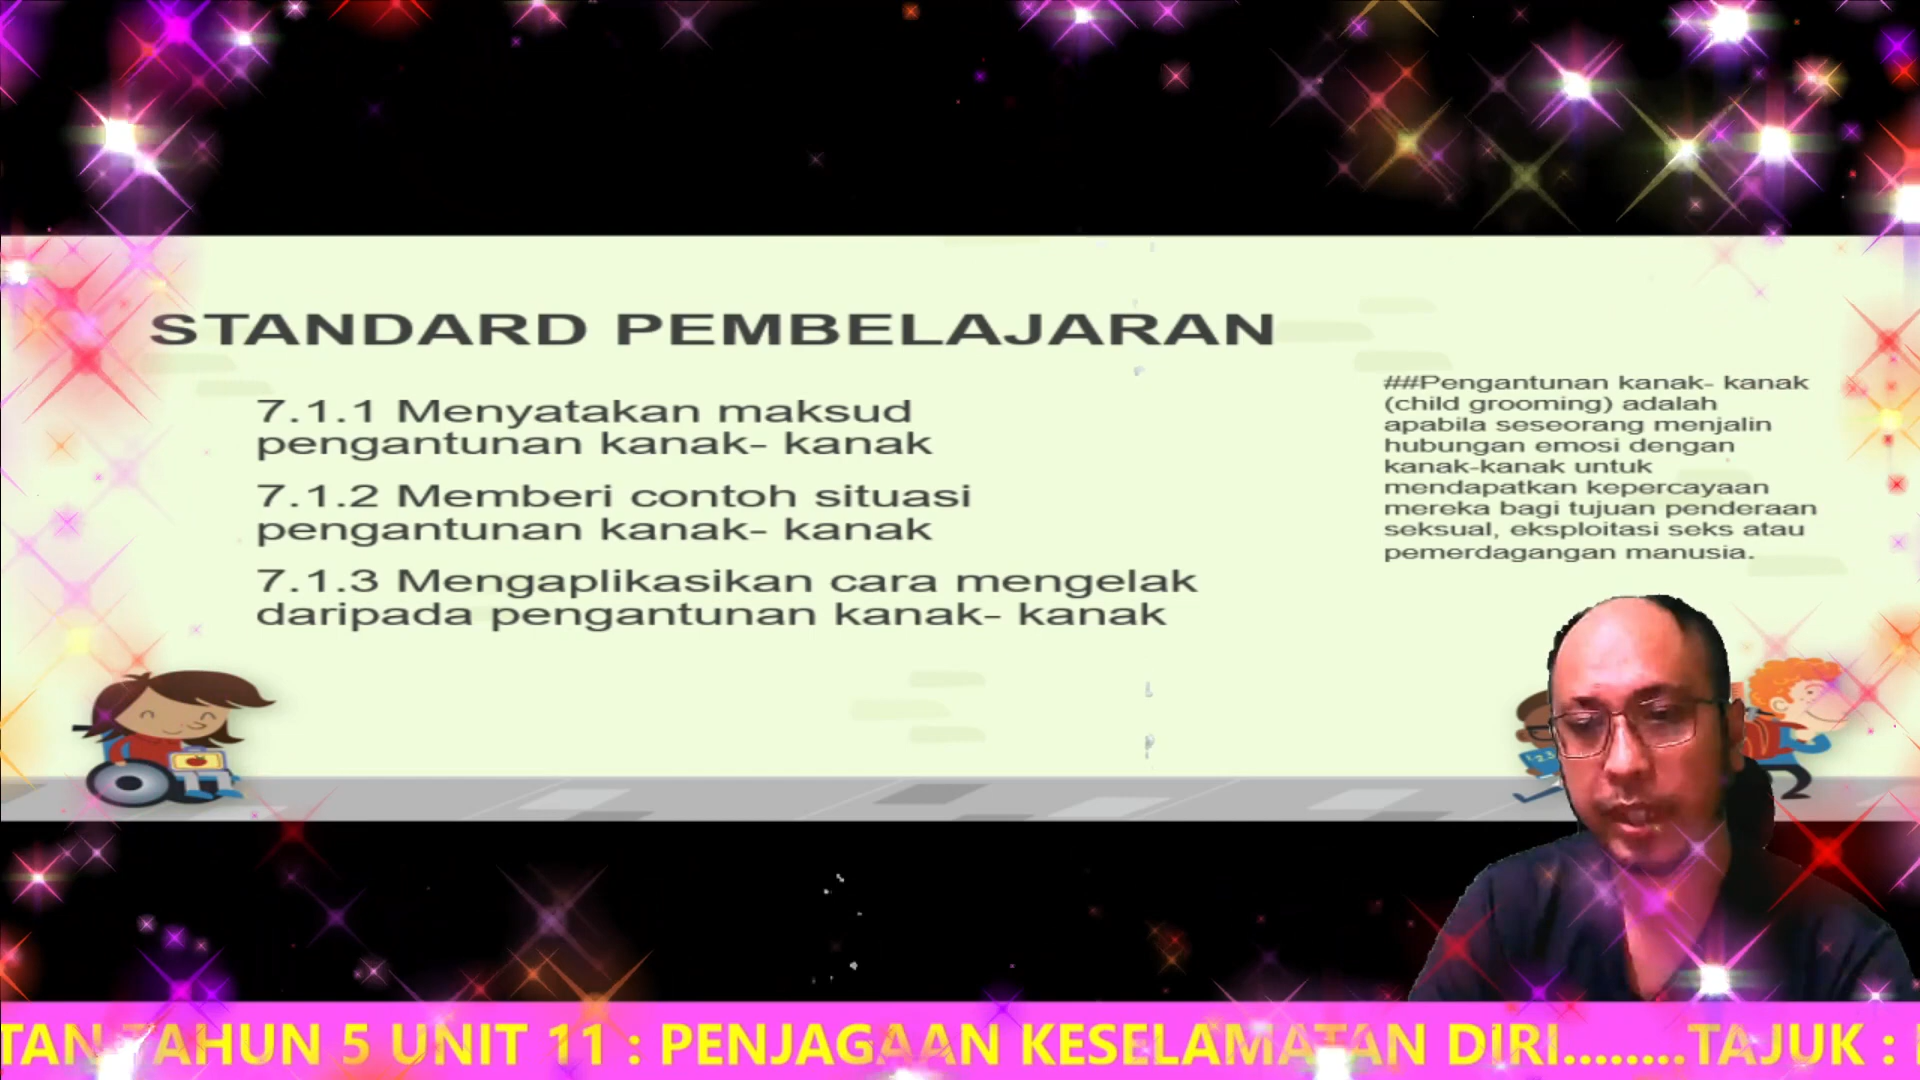 STANDARD PEMBELAJARAN
7.1.1 Menyatakan maksud
pengantunan kanak- kanak
7.1.2 Memberi contoh situasi
pengantunan kanak- kanak
7.1.3 Mengaplikasikan cara mengelak
daripada pengantunan kanak- kanak
##Pengantunan kanak- kanak
(child grooming) adalah
apabila seseorang menjalin
hubungan emosi dengan
kanak-kanak untuk
mendapatkan kepercayaan
mereka bagi tujuan penderaan
seksual, eksploitasi seks atau
pemerdagangan manusia.
TAHUN 5 UNIT 11 : PENJAGAAN KESELAMATAN DIRI........TAJUK :